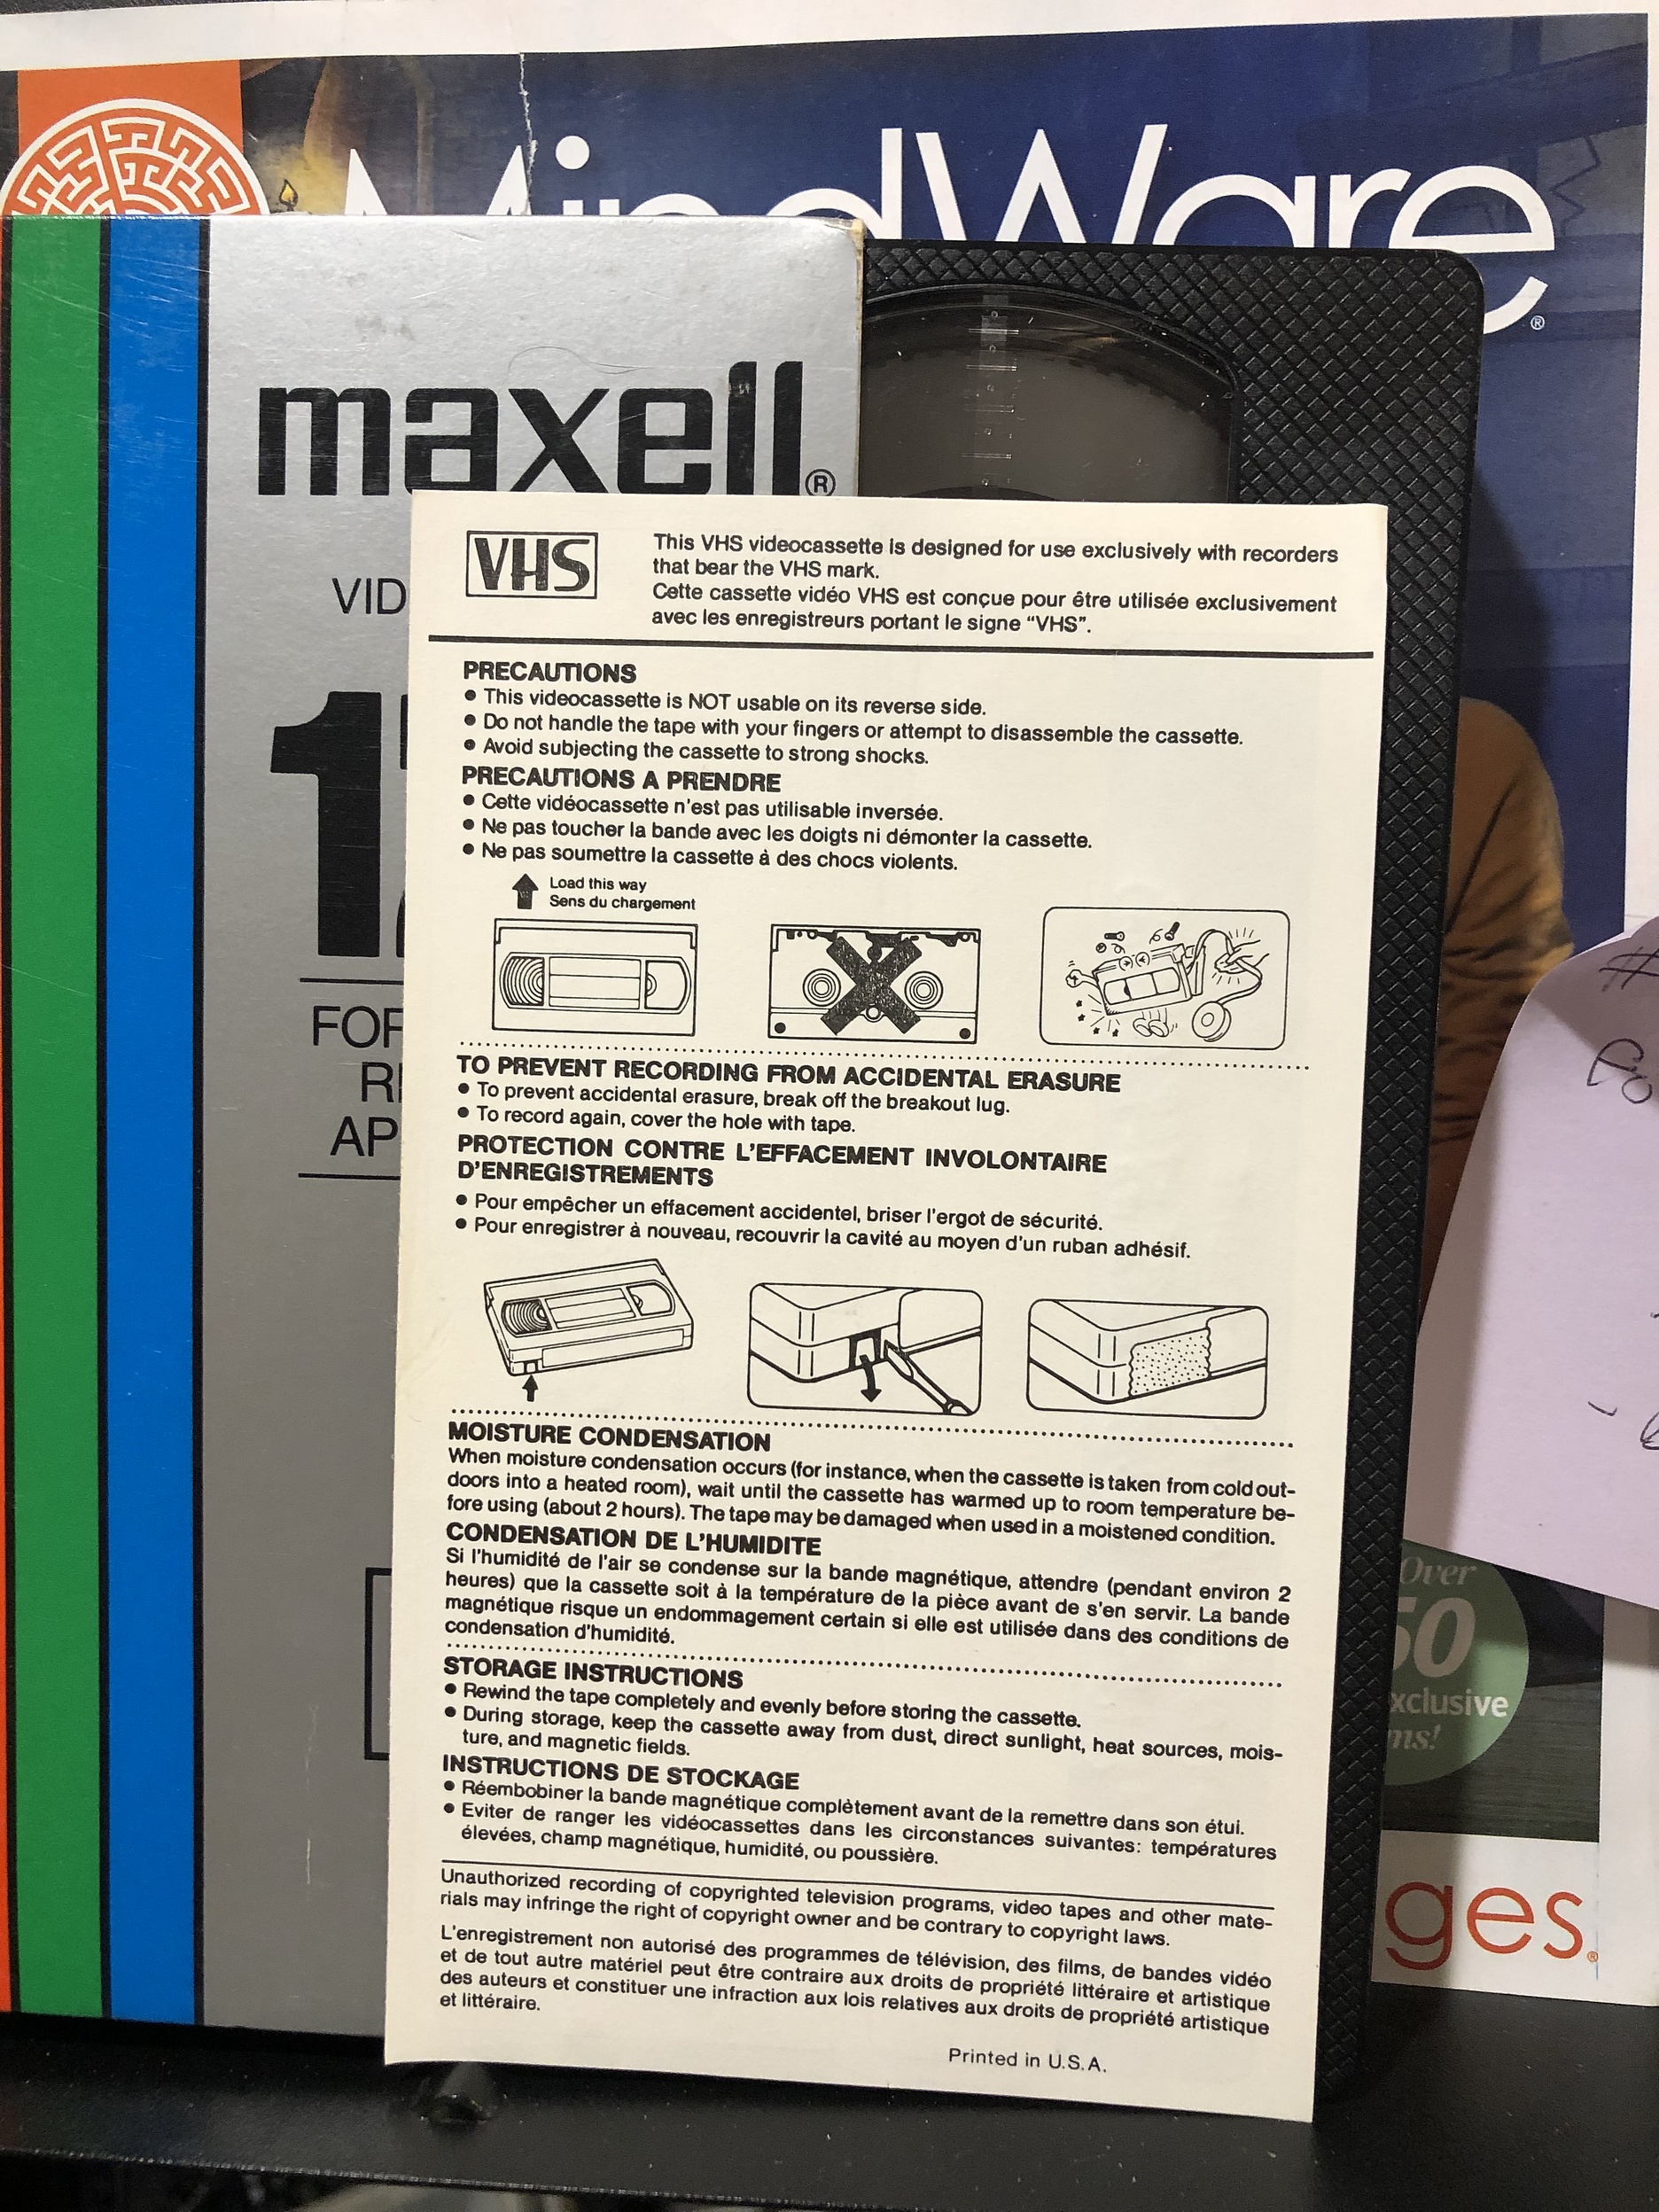 MindWare®
maxell®
VHS
This VHS videocassette is designed for use exclusively with recorders
that bear the VHS mark.
Cette cassette vidéo VHS est conçue pour être utilisée exclusivement
avec les enregistreurs portant le signe “VHS”.
PRECAUTIONS
● This videocassette is NOT usable on its reverse side.
● Do not handle the tape with your fingers or attempt to disassemble the cassette.
● Avoid subjecting the cassette to strong shocks.
PRECAUTIONS A PRENDRE
● Cette vidéocassette n'est pas utilisable inversée.
● Ne pas toucher la bande avec les doigts ni démonter la cassette.
● Ne pas soumettre la cassette à des chocs violents.
Load this way
Sens du chargement
TO PREVENT RECORDING FROM ACCIDENTAL ERASURE
● To prevent accidental erasure, break off the breakout lug.
● To record again, cover the hole with tape.
PROTECTION CONTRE L'EFFACEMENT INVOLONTAIRE
D'ENREGISTREMENTS
● Pour empêcher un effacement accidentel, briser l'ergot de sécurité.
● Pour enregistrer à nouveau, recouvrir la cavité au moyen d'un ruban adhésif.
MOISTURE CONDENSATION
When moisture condensation occurs (for instance, when the cassette is taken from cold out-
doors into a heated room), wait until the cassette has warmed up to room temperature be-
fore using (about 2 hours). The tape may be damaged when used in a moistened condition.
CONDENSATION DE L'HUMIDITE
Si l'humidité de l'air se condense sur la bande magnétique, attendre (pendant environ 2
heures) que la cassette soit à la température de la pièce avant de s'en servir. La bande
magnétique risque un endommagement certain si elle est utilisée dans des conditions de
condensation d'humidité.
STORAGE INSTRUCTIONS
● Rewind the tape completely and evenly before storing the cassette.
● During storage, keep the cassette away from dust, direct sunlight, heat sources, mois-
ture, and magnetic fields.
INSTRUCTIONS DE STOCKAGE
● Réembobiner la bande magnétique complètement avant de la remettre dans son étui.
● Eviter de ranger les vidéocassettes dans les circonstances suivantes: températures
élevées, champ magnétique, humidité, ou poussière.
Unauthorized recording of copyrighted television programs, video tapes and other mate-
rials may infringe the right of copyright owner and be contrary to copyright laws.
L'enregistrement non autorisé des programmes de télévision, des films, de bandes vidéo
et de tout autre matériel peut être contraire aux droits de propriété littéraire et artistique
des auteurs et constituer une infraction aux lois relatives aux droits de propriété artistique
et littéraire.
Printed in U.S.A.
VID
1
FOR
AP
Over
50
xclusive
ms!
ges®